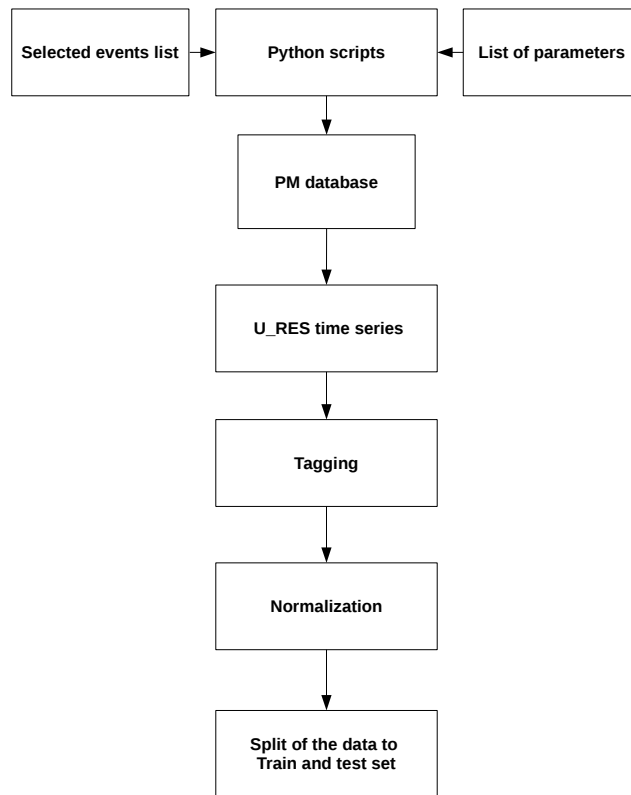 Selected events list
Python scripts
List of parameters
PM database
U_RES time series
Tagging
Normalization
Split of the data to
Train and test set